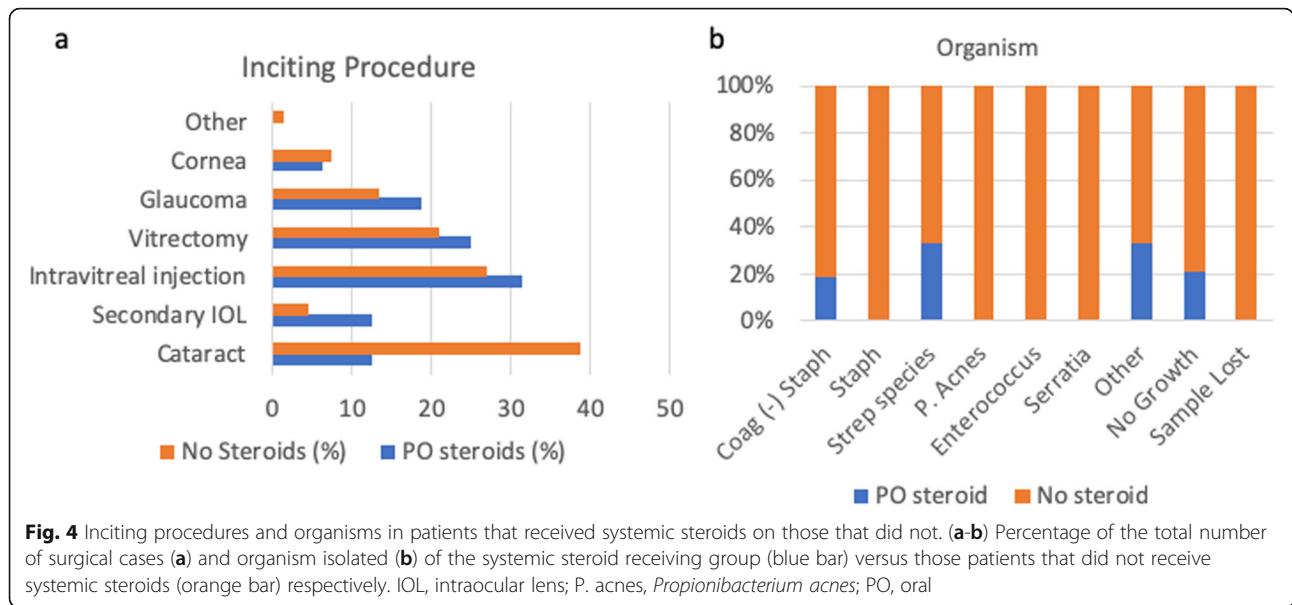 a
Inciting Procedure
Other
Cornea
Glaucoma
Vitrectomy
Intravitreal injection
Secondary IOL
Cataract
0 10 20 30 40 50
No Steroids (%) PO steroids (%)
b
Organism
100%
80%
60%
40%
20%
0%
Coag (-) Staph
Staph
Strep species
P. Acnes
Enterococcus
Serratia
Other
No Growth
Sample Lost
PO steroid No steroid
Fig. 4 Inciting procedures and organisms in patients that received systemic steroids on those that did not. (a-b) Percentage of the total number
of surgical cases (a) and organism isolated (b) of the systemic steroid receiving group (blue bar) versus those patients that did not receive
systemic steroids (orange bar) respectively. IOL, intraocular lens; P. acnes, Propionibacterium acnes; PO, oral